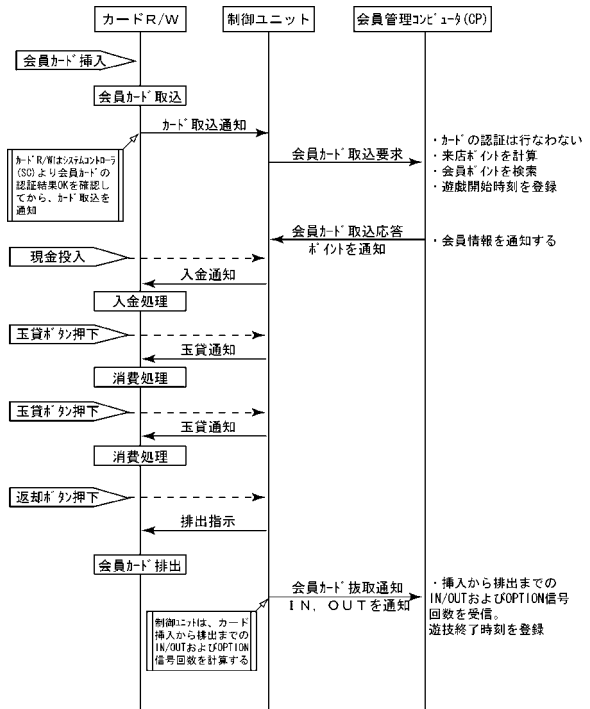 カードR/W
制御ユニット
会員管理コンピュータ(CP)
会員カード挿入
会員カード取込
カード取込通知
カードR/Wはシステムコントローラ
(SC)より会員カードの
認証結果OKを確認し
てから、カード取込を
通知
会員カード取込要求
・カードの認証は行なわない
・来店ポイントを計算
・会員ポイントを検索
・遊戯開始時刻を登録
会員カード取込応答
ポイントを通知
・会員情報を通知する
現金投入
入金通知
入金処理
玉貸ボタン押下
玉貸通知
消費処理
玉貸ボタン押下
玉貸通知
消費処理
返却ボタン押下
排出指示
会員カード排出
会員カード抜取通知
IN, OUTを通知
・挿入から排出までの
IN/OUTおよびOPTION信号
回数を受信。
遊技終了時刻を登録
制御ユニットは、カード
挿入から排出までの
IN/OUTおよびOPTION
信号回数を計算する